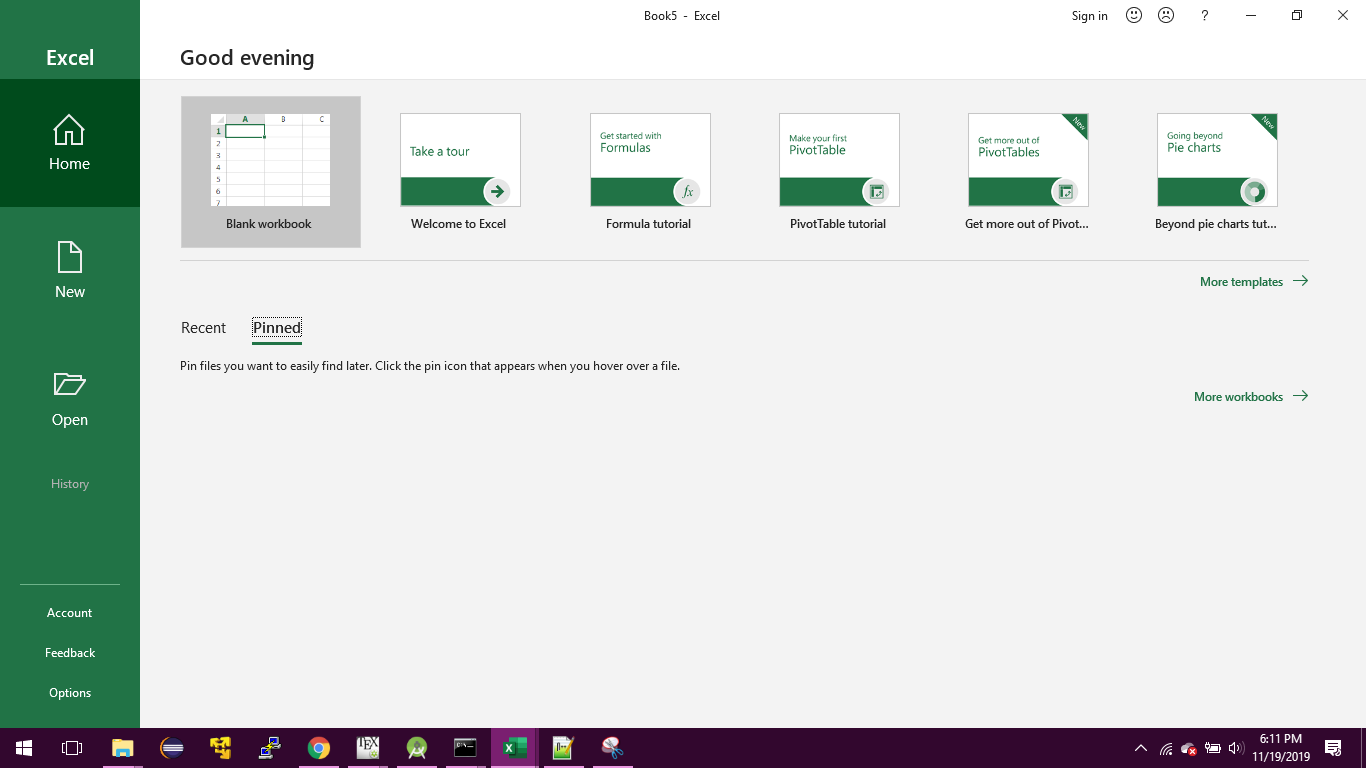 Book5 - Excel
Sign in
?
Excel
Good evening
Home
New
Open
History
Account
Feedback
Options
A B C
1
2
3
4
5
6
7
Blank workbook
Take a tour
Welcome to Excel
Get started with
Formulas
fx
Formula tutorial
Make your first
PivotTable
PivotTable tutorial
New
Get more out of
PivotTables
Get more out of Pivot...
New
Going beyond
Pie charts
Beyond pie charts tut...
More templates
Recent Pinned
Pin files you want to easily find later. Click the pin icon that appears when you hover over a file.
More workbooks
TEX
6:11 PM
11/19/2019